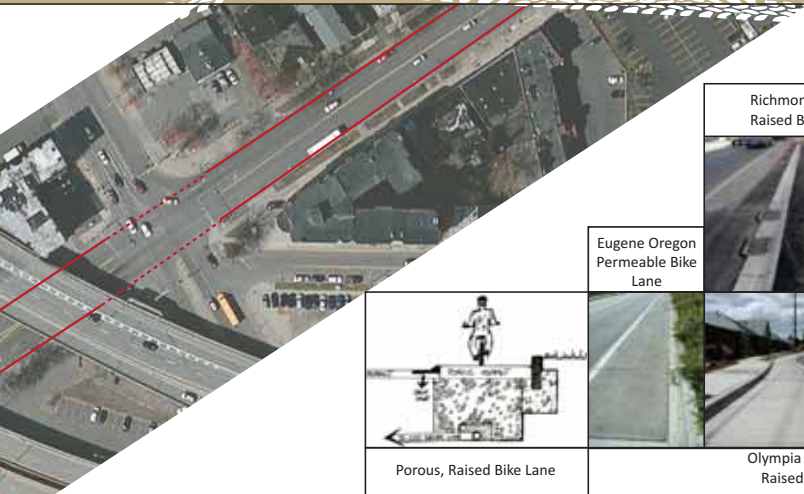 Richmon
Raised B
Eugene Oregon
Permeable Bike
Lane
Porous, Raised Bike Lane
Olympia
Raised